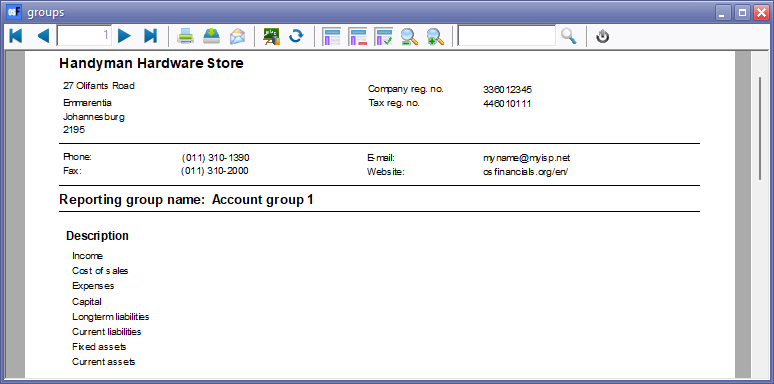 groups
1
Handyman Hardware Store
27 Olifants Road
Company reg. no. 336012345
Emmarentia
Tax reg. no. 446010111
Johannesburg
2195
Phone: (011) 310-1390 E-mail: myname@myisp.net
Fax: (011) 310-2000 Website: osfinancials.org/en/
Reporting group name: Account group 1
Description
Income
Cost of sales
Expenses
Capital
Longterm liabilities
Current liabilities
Fixed assets
Current assets